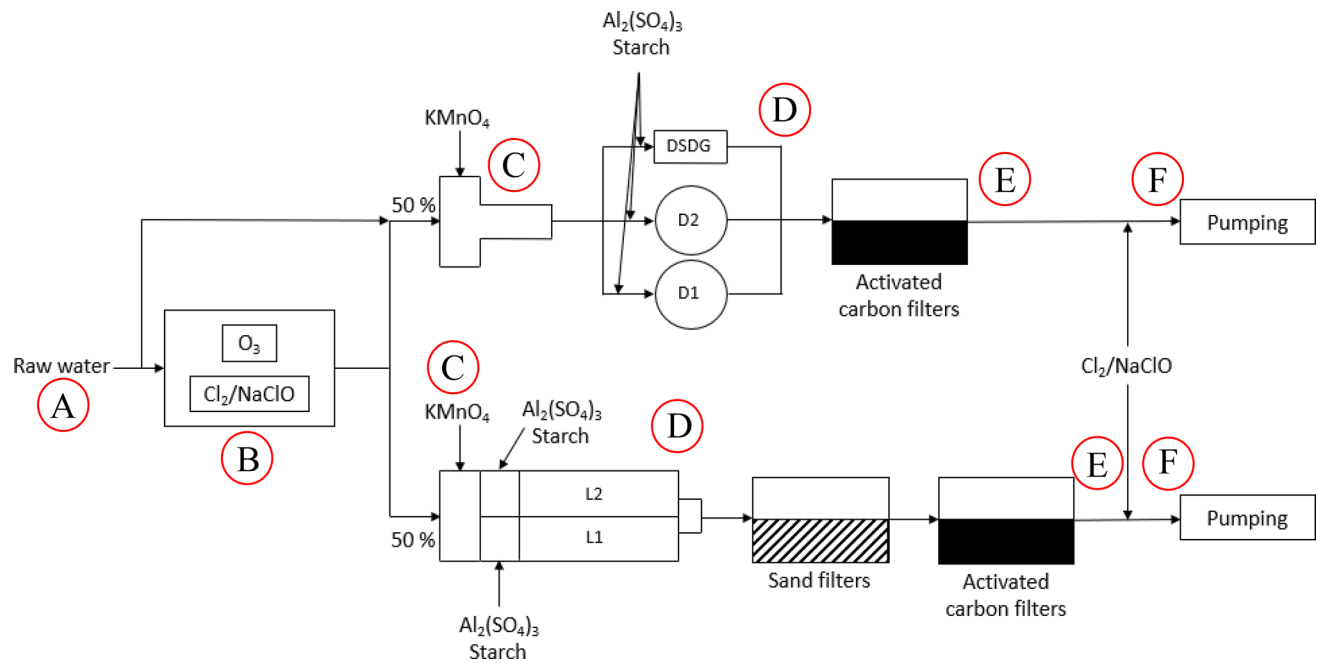 Al₂(SO₄)₃
Starch
KMnO₄
C
D
DSDG
E
F
50 %
D2
Pumping
D1
Activated
carbon filters
O₃
Raw water
Cl₂/NaClO
A
B
Cl₂/NaClO
C
KMnO₄
Al₂(SO₄)₃
Starch
D
L2
L1
50 %
E
F
Pumping
Sand filters
Activated
carbon filters
Al₂(SO₄)₃
Starch